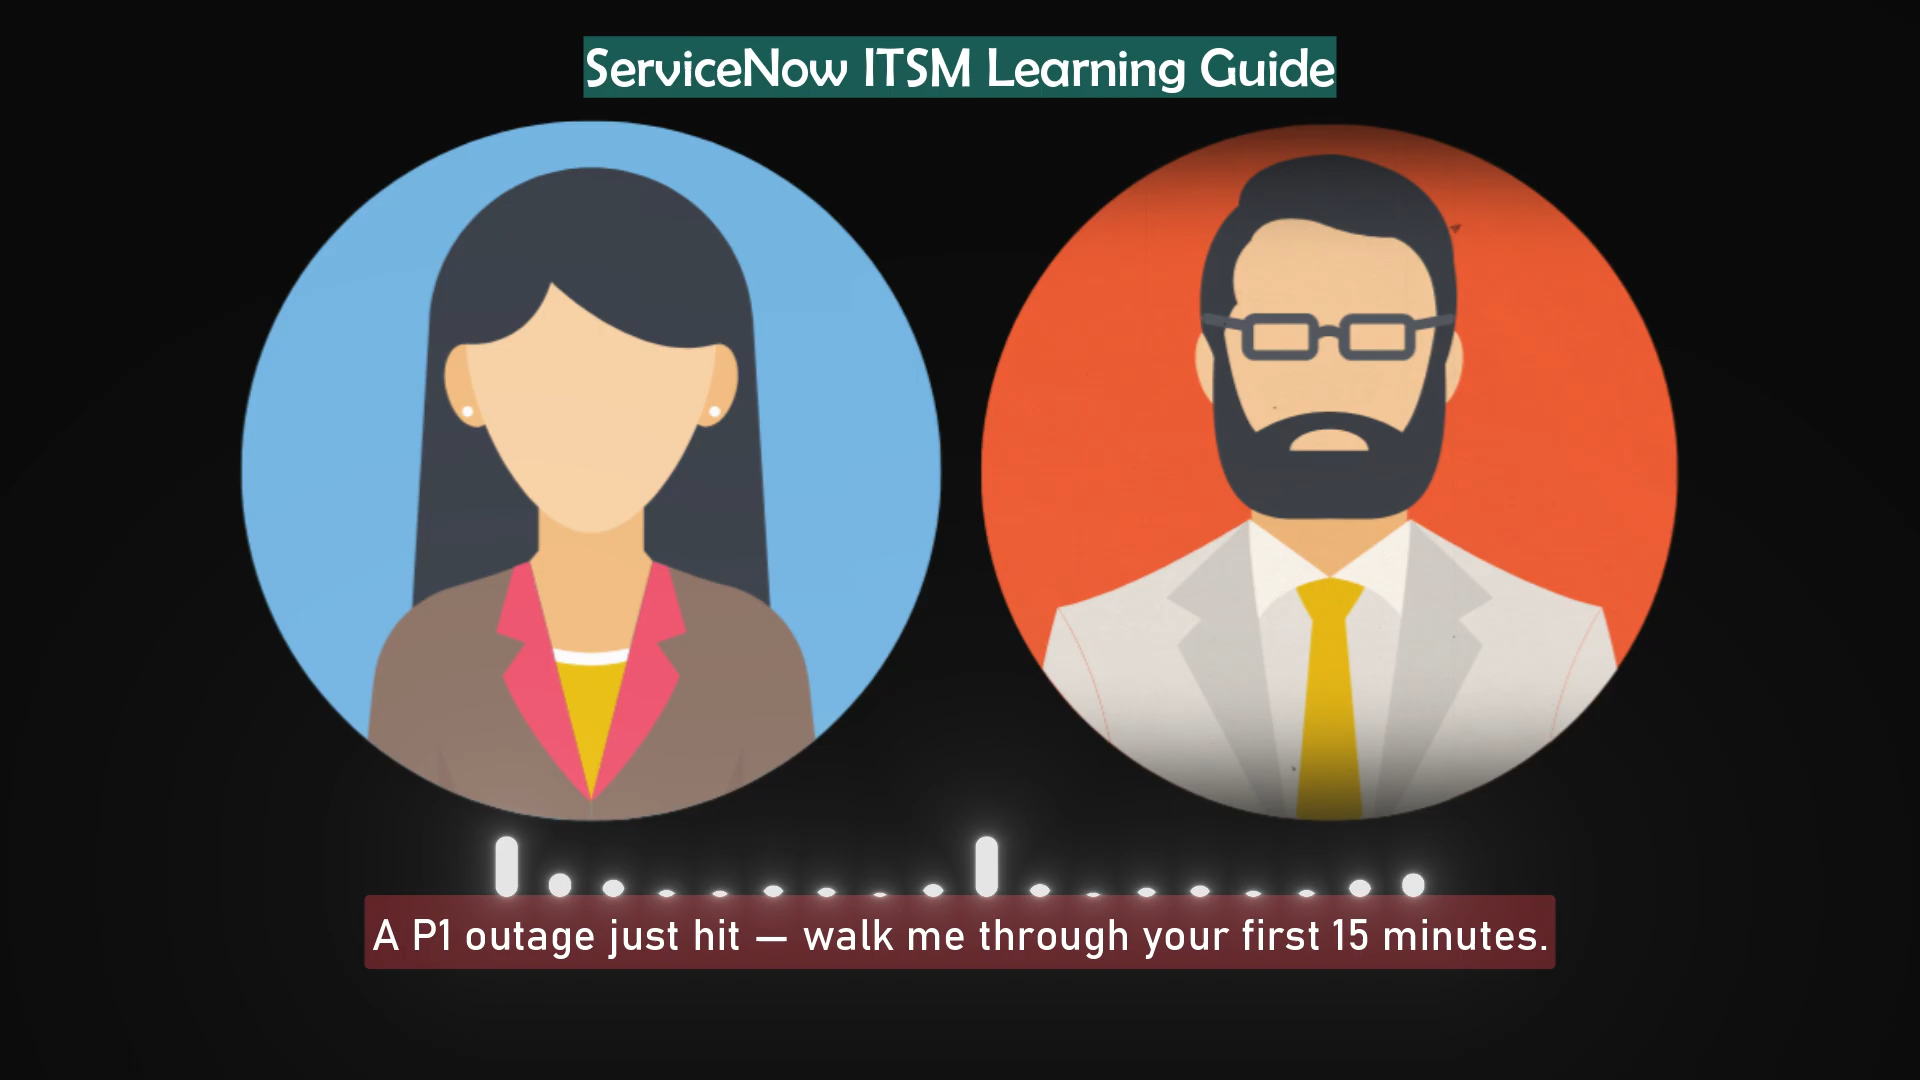 ServiceNow ITSM Learning Guide
A P1 outage just hit — walk me through your first 15 minutes.